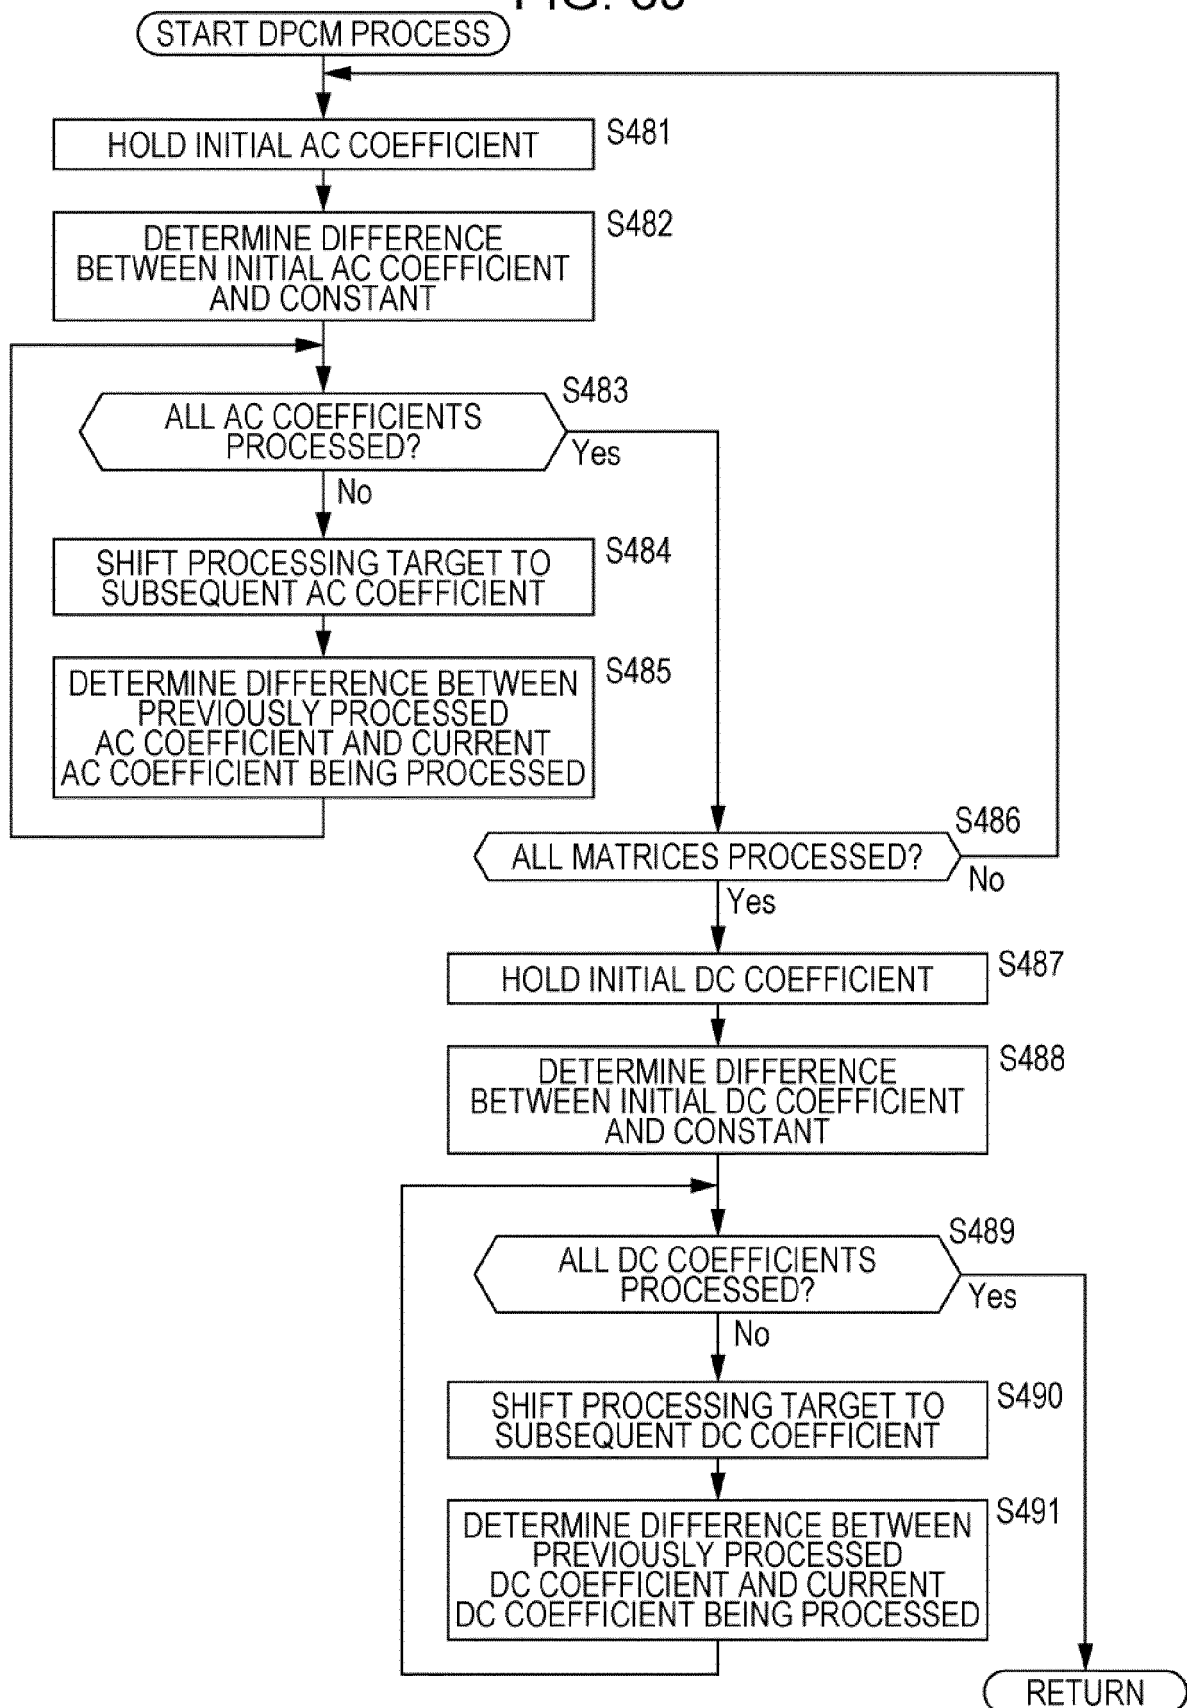 START DPCM PROCESS
HOLD INITIAL AC COEFFICIENT
S481
DETERMINE DIFFERENCE
BETWEEN INITIAL AC COEFFICIENT
AND CONSTANT
S482
ALL AC COEFFICIENTS
PROCESSED?
S483
Yes
No
SHIFT PROCESSING TARGET TO
SUBSEQUENT AC COEFFICIENT
S484
DETERMINE DIFFERENCE BETWEEN
PREVIOUSLY PROCESSED
AC COEFFICIENT AND CURRENT
AC COEFFICIENT BEING PROCESSED
S485
ALL MATRICES PROCESSED?
S486
No
Yes
HOLD INITIAL DC COEFFICIENT
S487
DETERMINE DIFFERENCE
BETWEEN INITIAL DC COEFFICIENT
AND CONSTANT
S488
ALL DC COEFFICIENTS
PROCESSED?
S489
Yes
No
SHIFT PROCESSING TARGET TO
SUBSEQUENT DC COEFFICIENT
S490
DETERMINE DIFFERENCE BETWEEN
PREVIOUSLY PROCESSED
DC COEFFICIENT AND CURRENT
DC COEFFICIENT BEING PROCESSED
S491
RETURN